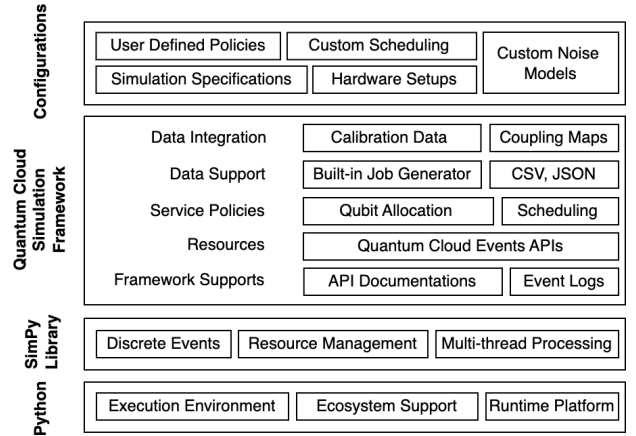 Configurations
User Defined Policies
Custom Scheduling
Custom Noise
Models
Simulation Specifications
Hardware Setups
Quantum Cloud
Simulation
Framework
Data Integration
Calibration Data
Coupling Maps
Data Support
Built-in Job Generator
CSV, JSON
Service Policies
Qubit Allocation
Scheduling
Resources
Quantum Cloud Events APIs
Framework Supports
API Documentations
Event Logs
SimPy
Library
Discrete Events
Resource Management
Multi-thread Processing
Python
Execution Environment
Ecosystem Support
Runtime Platform